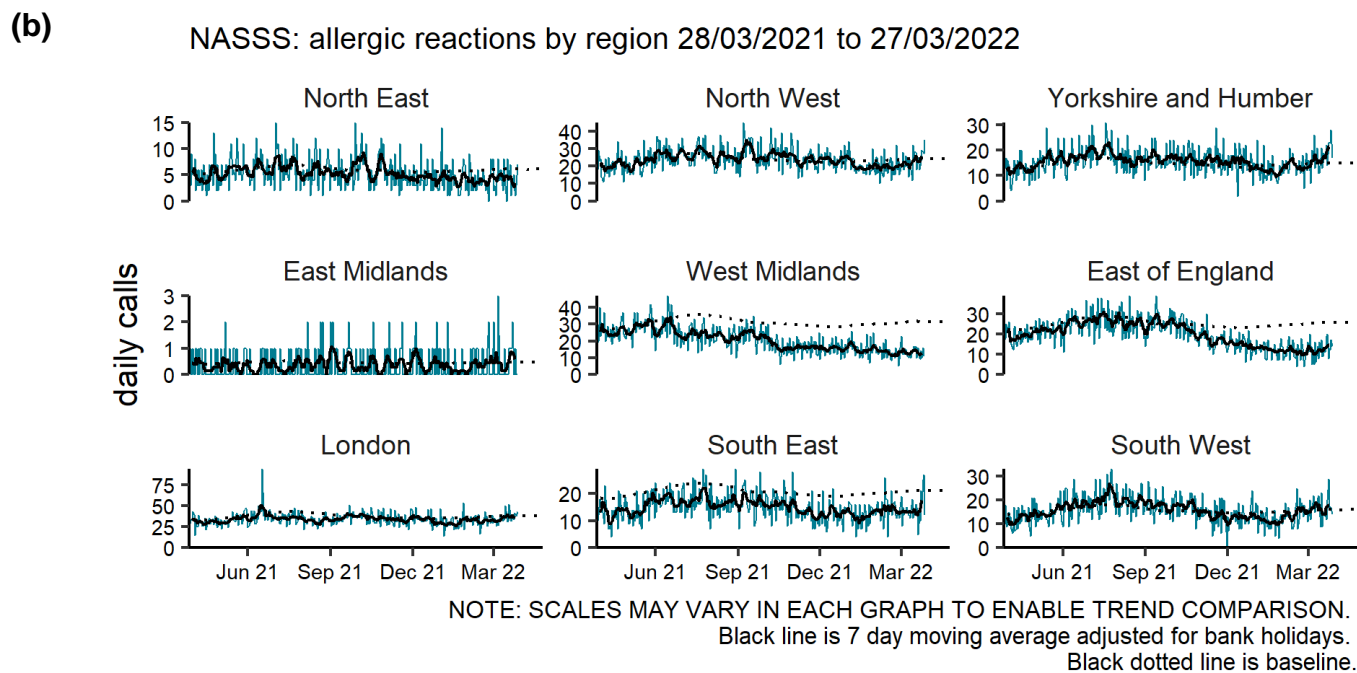 (b)
NASSS: allergic reactions by region 28/03/2021 to 27/03/2022
daily calls
North East
15
10
5
0
North West
40
30
20
10
0
Yorkshire and Humber
30
20
10
0
East Midlands
3
2
1
0
West Midlands
40
30
20
10
0
East of England
30
20
10
0
London
75
50
25
0
Jun 21 Sep 21 Dec 21 Mar 22
South East
20
10
0
Jun 21 Sep 21 Dec 21 Mar 22
South West
30
20
10
0
Jun 21 Sep 21 Dec 21 Mar 22
NOTE: SCALES MAY VARY IN EACH GRAPH TO ENABLE TREND COMPARISON.
Black line is 7 day moving average adjusted for bank holidays.
Black dotted line is baseline.